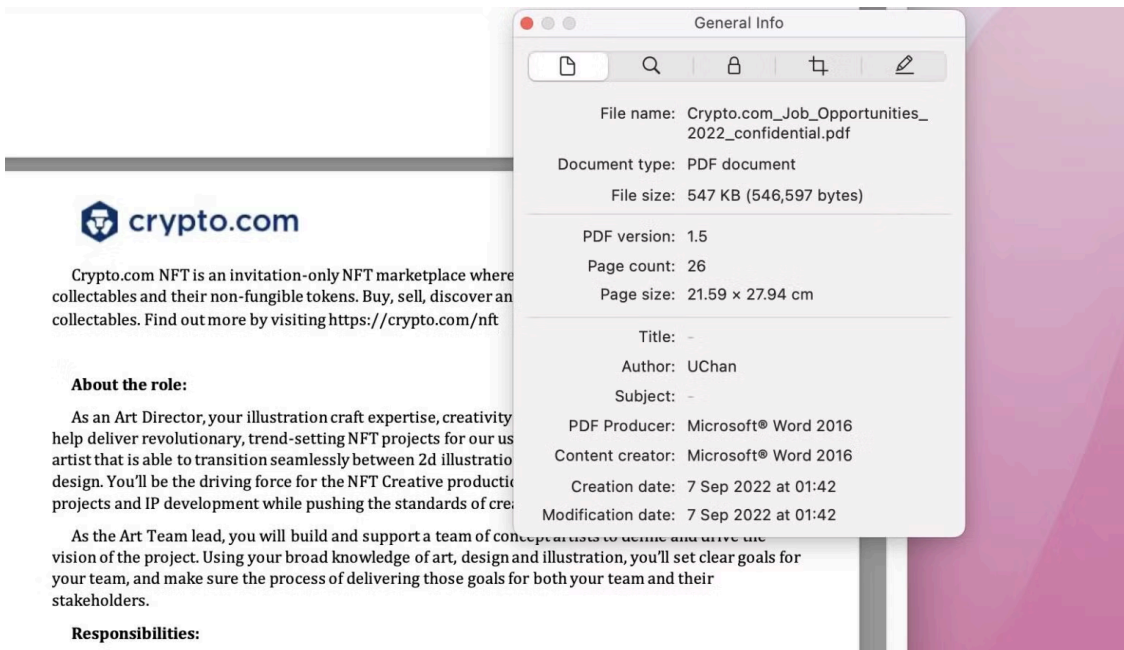 crypto.com
Crypto.com NFT is an invitation-only NFT marketplace where
collectables and their non-fungible tokens. Buy, sell, discover an
collectables. Find out more by visiting https://crypto.com/nft
About the role:
As an Art Director, your illustration craft expertise, creativity
help deliver revolutionary, trend-setting NFT projects for our us
artist that is able to transition seamlessly between 2d illustratio
design. You'll be the driving force for the NFT Creative productio
projects and IP development while pushing the standards of crea
As the Art Team lead, you will build and support a team of concept artists to define and drive the
vision of the project. Using your broad knowledge of art, design and illustration, you'll set clear goals for
your team, and make sure the process of delivering those goals for both your team and their
stakeholders.
Responsibilities:
General Info
File name: Crypto.com_Job_Opportunities_
2022_confidential.pdf
Document type: PDF document
File size: 547 KB (546,597 bytes)
PDF version: 1.5
Page count: 26
Page size: 21.59 × 27.94 cm
Title: -
Author: UChan
Subject: -
PDF Producer: Microsoft® Word 2016
Content creator: Microsoft® Word 2016
Creation date: 7 Sep 2022 at 01:42
Modification date: 7 Sep 2022 at 01:42